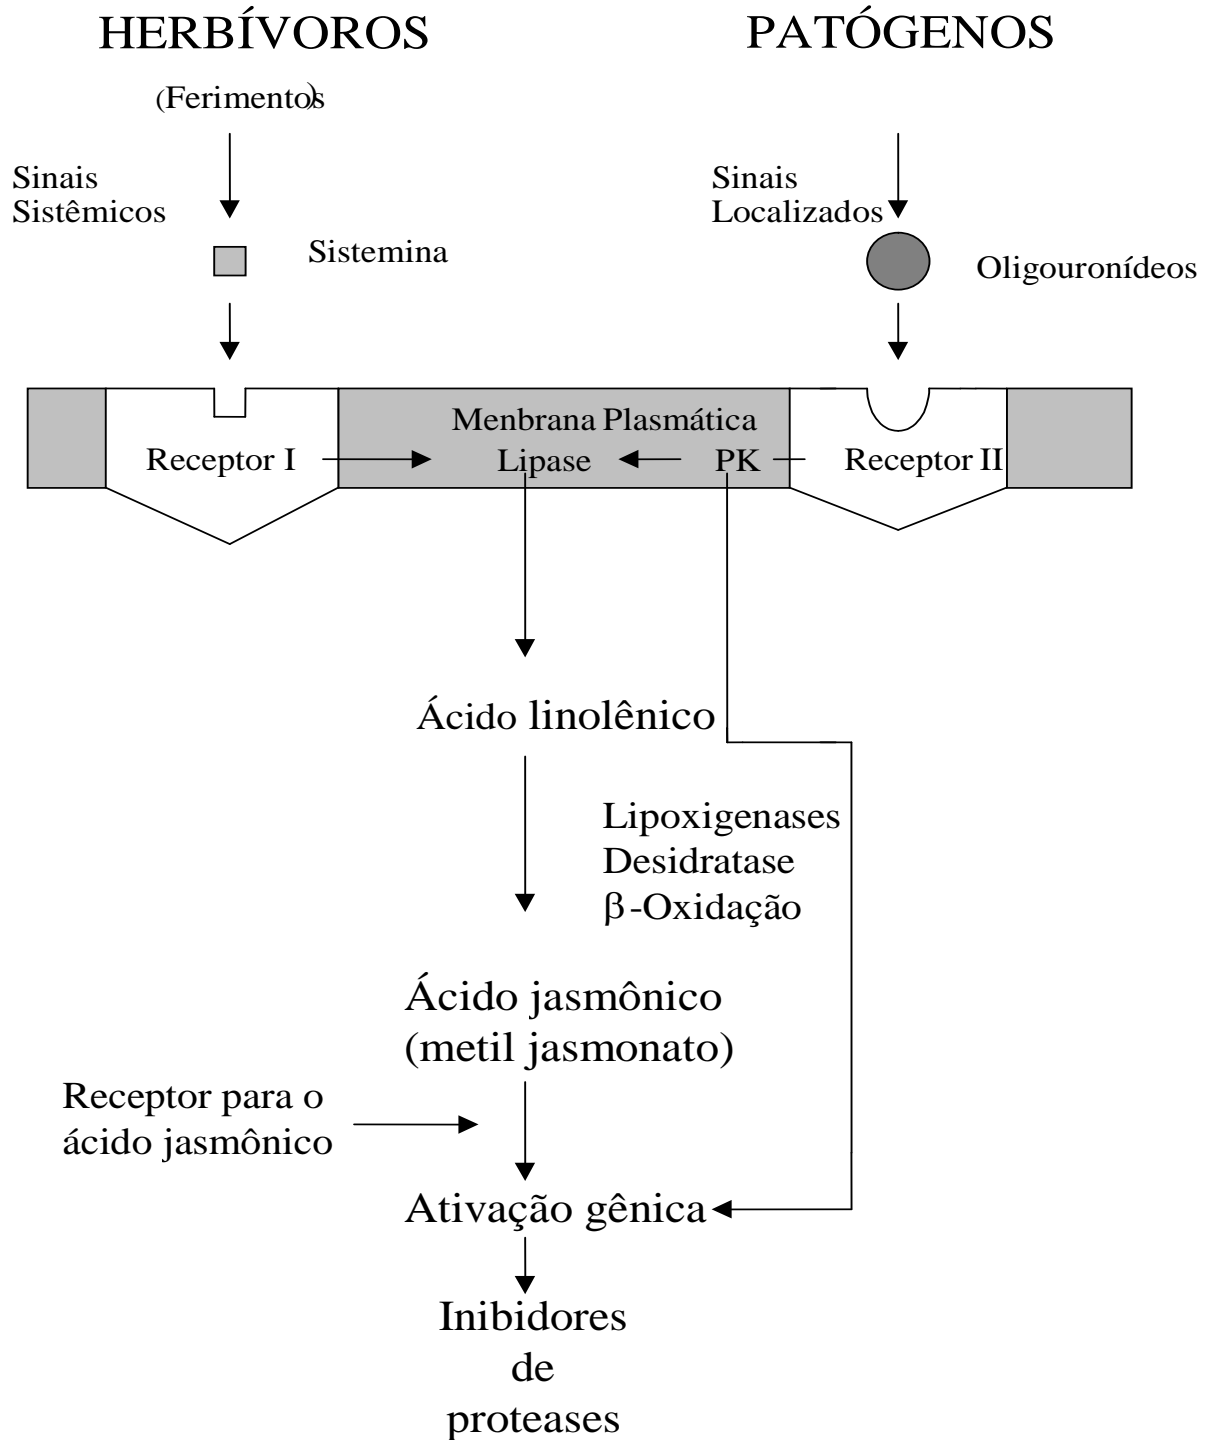 HERBÍVOROS
PATÓGENOS
(Ferimentos)
Sinais
Sistêmicos
Sinais
Localizados
Sistemina
Oligouronídeos
Menbrana Plasmática
Receptor I
Lipase
PK
Receptor II
Ácido linolênico
Lipoxigenases
Desidratase
β-Oxidação
Ácido jasmônico
(metil jasmonato)
Receptor para o
ácido jasmônico
Ativação gênica
Inibidores
de
proteases